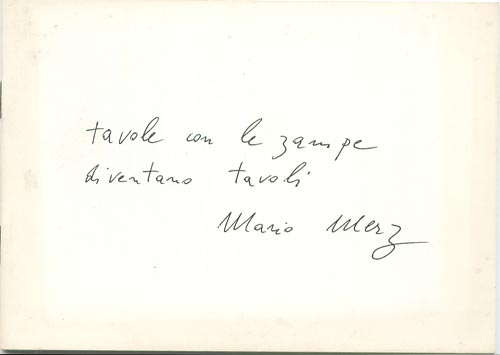 tavole con le zampe
diventano tavoli
Mario Merz